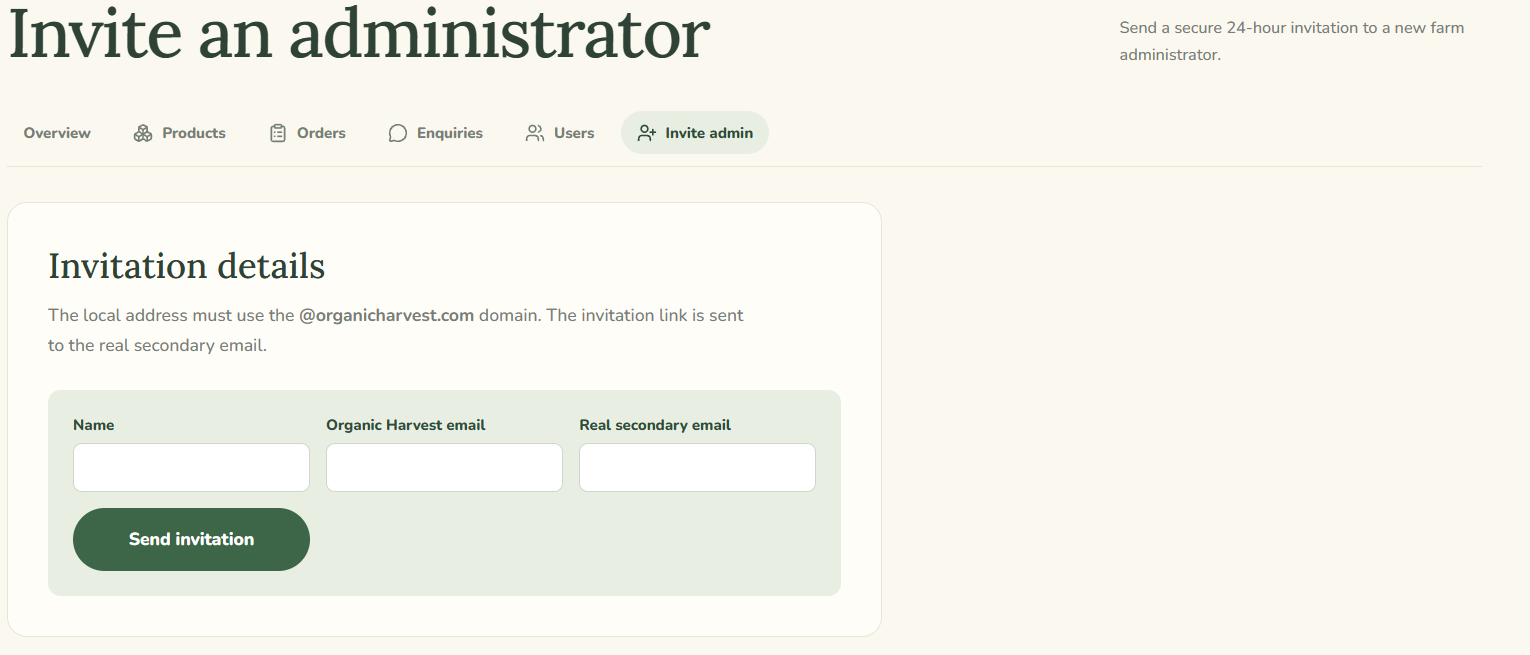 Invite an administrator
Send a secure 24-hour invitation to a new farm
administrator.
Overview
Products
Orders
Enquiries
Users
Invite admin
Invitation details
The local address must use the @organicharvest.com domain. The invitation link is sent
to the real secondary email.
Name
Organic Harvest email
Real secondary email
Send invitation